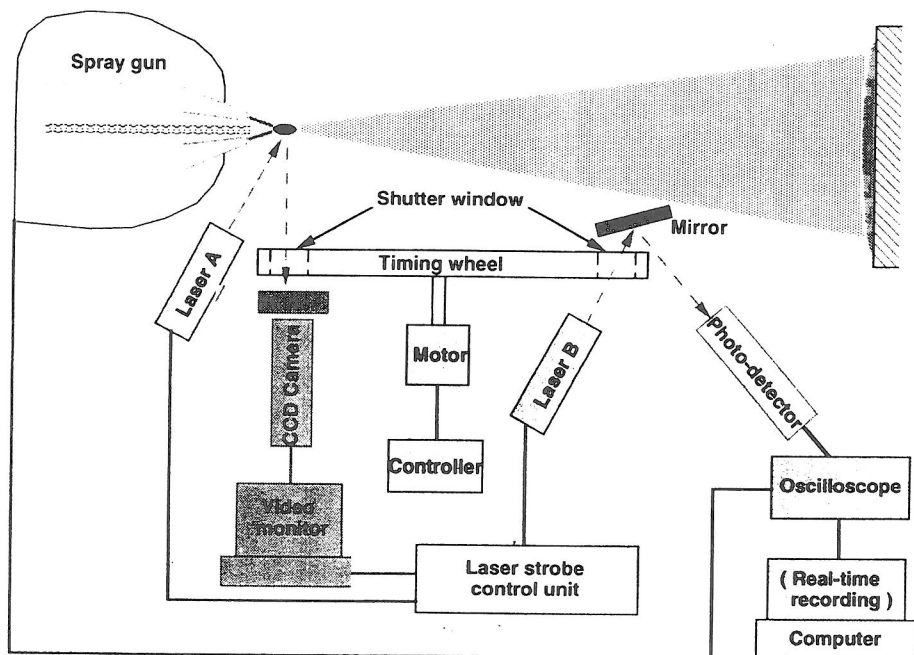 Spray gun
Shutter window
Mirror
Timing wheel
Laser A
CCD Camera
Motor
Laser B
Photo-detector
Controller
Oscilloscope
Video
monitor
Laser strobe
control unit
( Real-time
recording )
Computer